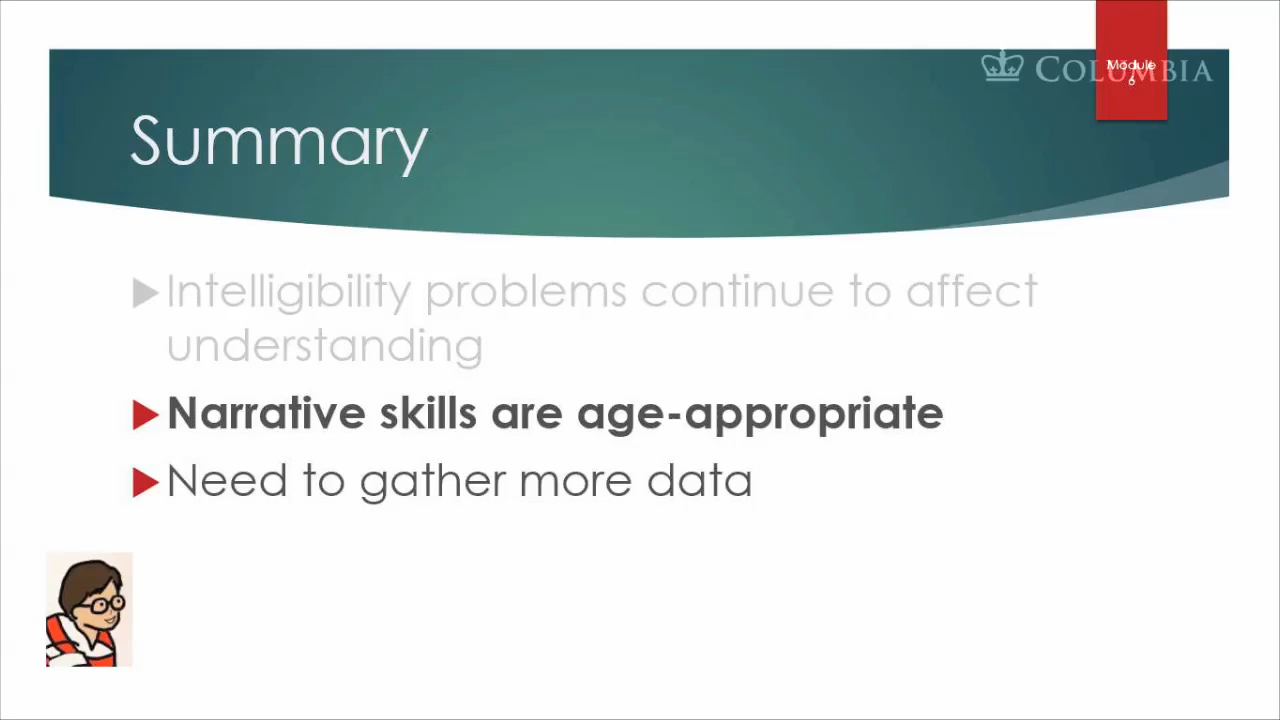 Module
6
COLUMBIA
Summary
Intelligibility problems continue to affect
understanding
Narrative skills are age-appropriate
Need to gather more data